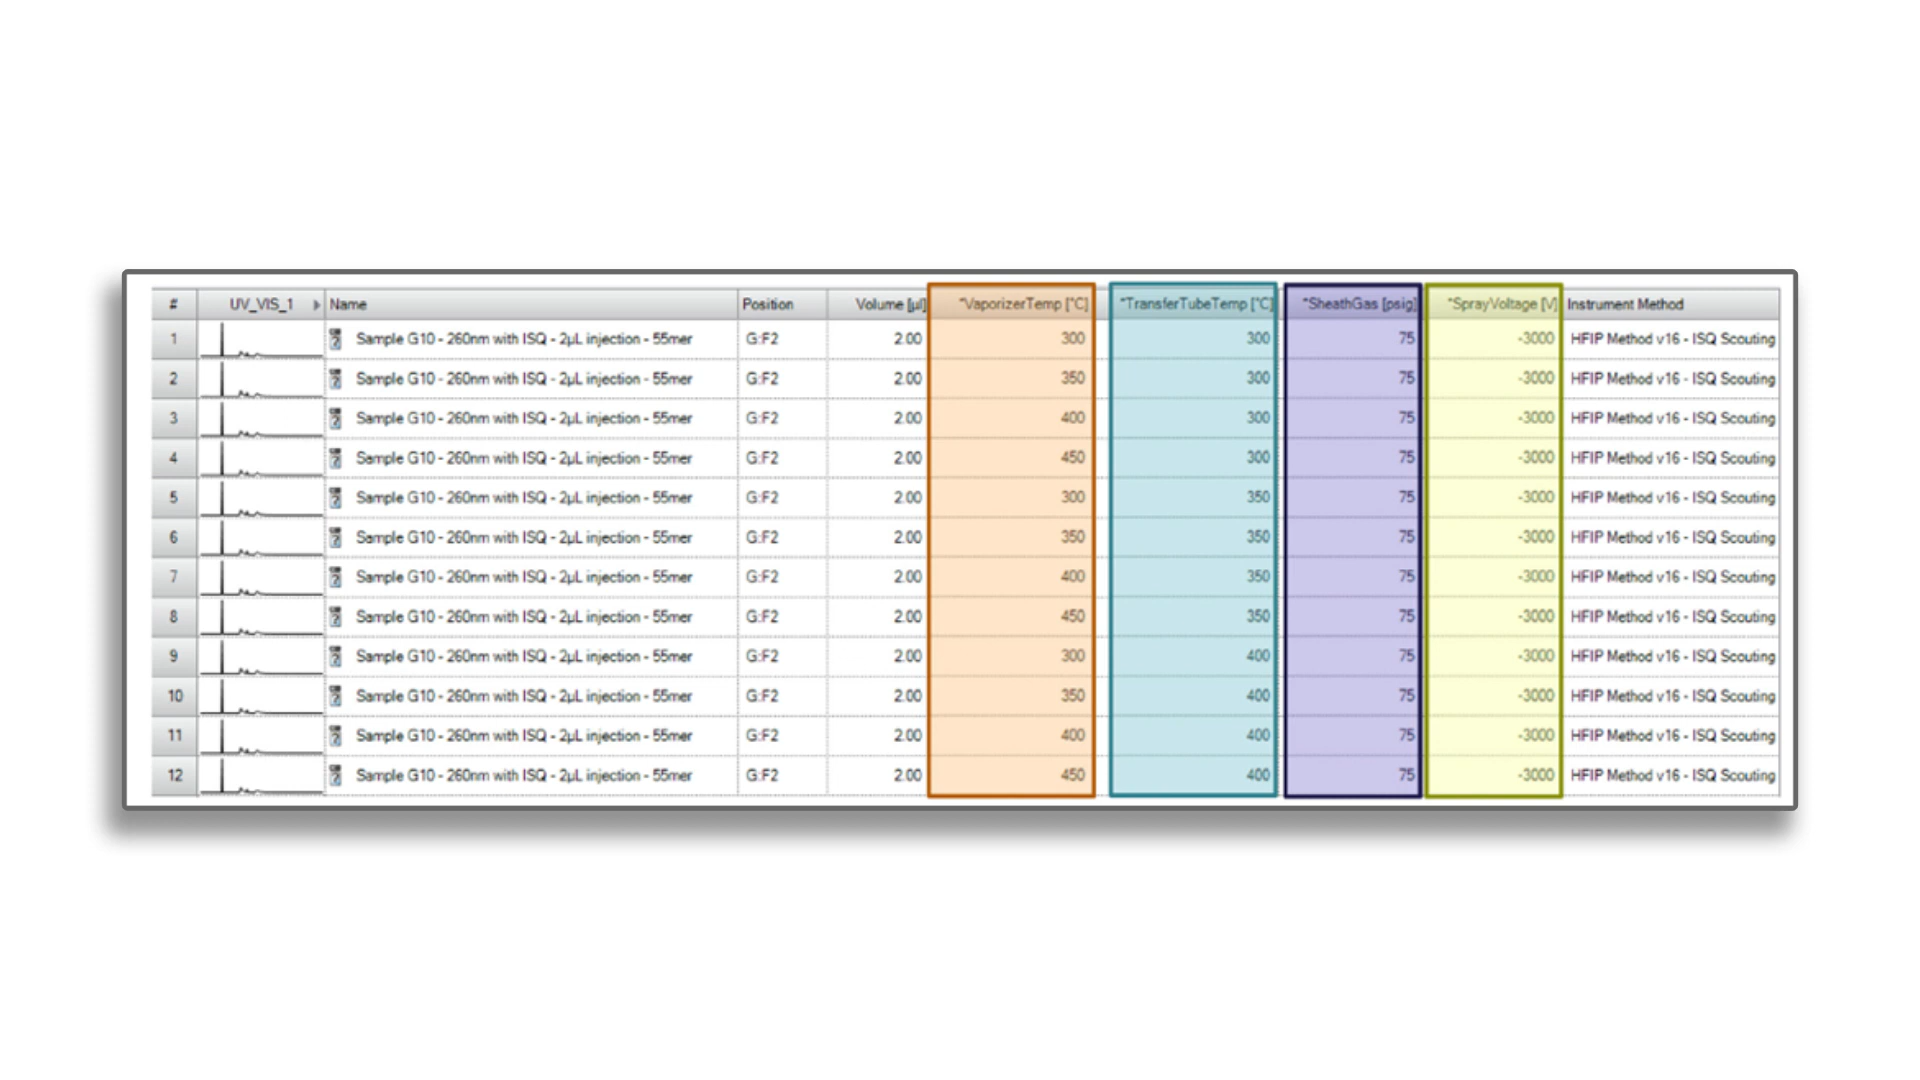 # UV_VIS_1 Name Position Volume [µl] *VaporizerTemp [°C] *TransferTubeTemp [°C] *SheathGas [psig] *SprayVoltage [V] Instrument Method
1 Sample G10 - 260nm with ISQ - 2µL injection - 55mer G:F2 2.00 300 300 75 -3000 HFIP Method v16 - ISQ Scouting
2 Sample G10 - 260nm with ISQ - 2µL injection - 55mer G:F2 2.00 350 300 75 -3000 HFIP Method v16 - ISQ Scouting
3 Sample G10 - 260nm with ISQ - 2µL injection - 55mer G:F2 2.00 400 300 75 -3000 HFIP Method v16 - ISQ Scouting
4 Sample G10 - 260nm with ISQ - 2µL injection - 55mer G:F2 2.00 450 300 75 -3000 HFIP Method v16 - ISQ Scouting
5 Sample G10 - 260nm with ISQ - 2µL injection - 55mer G:F2 2.00 300 350 75 -3000 HFIP Method v16 - ISQ Scouting
6 Sample G10 - 260nm with ISQ - 2µL injection - 55mer G:F2 2.00 350 350 75 -3000 HFIP Method v16 - ISQ Scouting
7 Sample G10 - 260nm with ISQ - 2µL injection - 55mer G:F2 2.00 400 350 75 -3000 HFIP Method v16 - ISQ Scouting
8 Sample G10 - 260nm with ISQ - 2µL injection - 55mer G:F2 2.00 450 350 75 -3000 HFIP Method v16 - ISQ Scouting
9 Sample G10 - 260nm with ISQ - 2µL injection - 55mer G:F2 2.00 300 400 75 -3000 HFIP Method v16 - ISQ Scouting
10 Sample G10 - 260nm with ISQ - 2µL injection - 55mer G:F2 2.00 350 400 75 -3000 HFIP Method v16 - ISQ Scouting
11 Sample G10 - 260nm with ISQ - 2µL injection - 55mer G:F2 2.00 400 400 75 -3000 HFIP Method v16 - ISQ Scouting
12 Sample G10 - 260nm with ISQ - 2µL injection - 55mer G:F2 2.00 450 400 75 -3000 HFIP Method v16 - ISQ Scouting